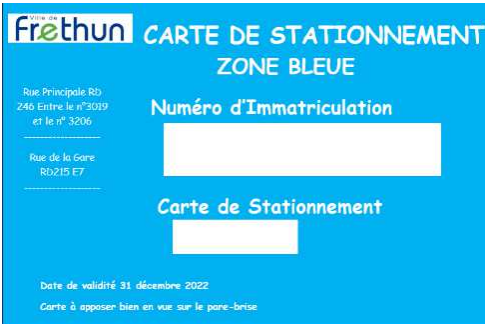 Ville de
Frethun
CARTE DE STATIONNEMENT
ZONE BLEUE
Rue Principale RD
246 Entre le n°3019
et le n° 3206
--------------------
Rue de la Gare
RD215 E7
--------------------
Numéro d'Immatriculation
Carte de Stationnement
Date de validité 31 décembre 2022
Carte à apposer bien en vue sur le pare-brise